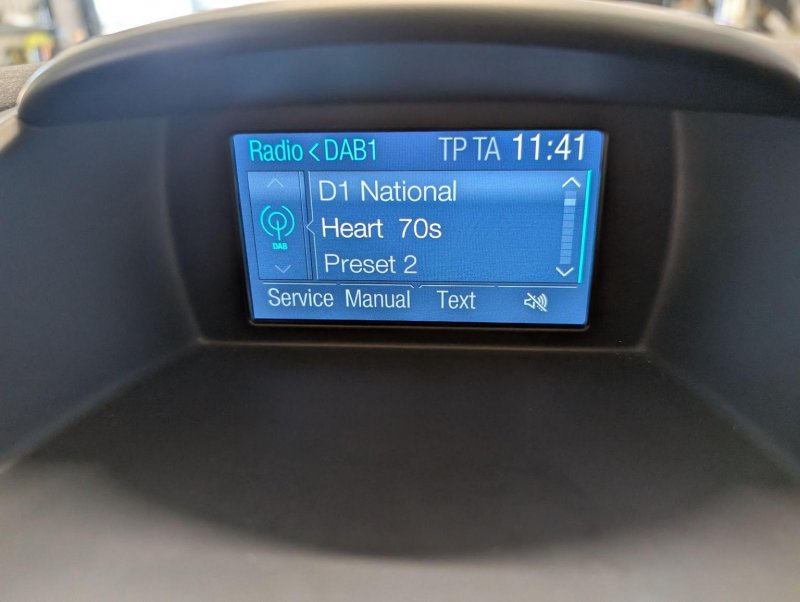 Radio < DAB1 TP TA 11:41
D1 National
DAB Heart 70s
Preset 2
Service Manual Text